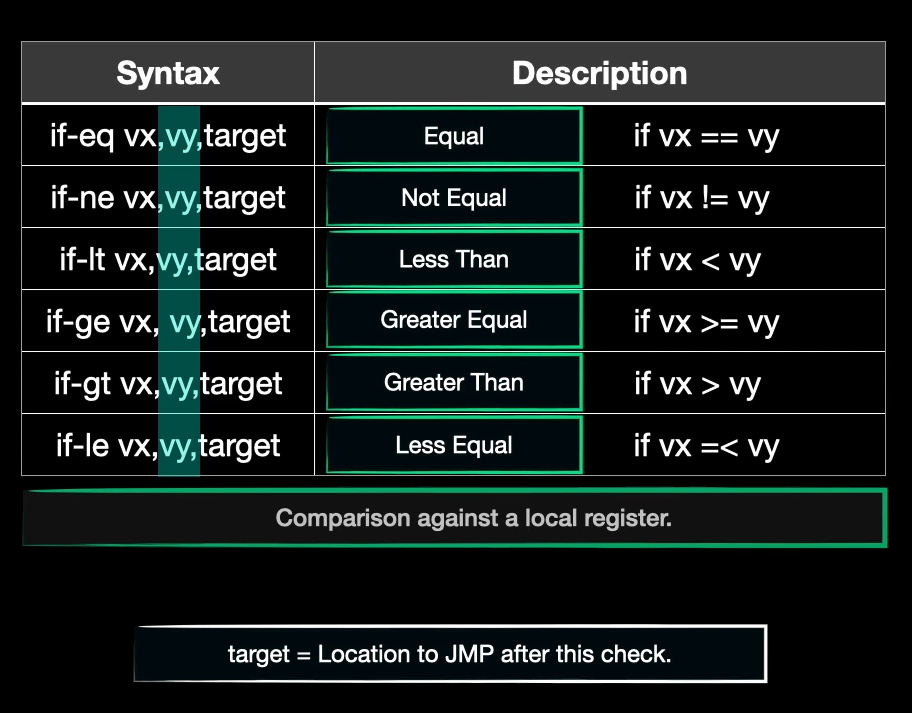 Syntax Description
if-eq vx,vy,target Equal if vx == vy
if-ne vx,vy,target Not Equal if vx != vy
if-lt vx,vy,target Less Than if vx < vy
if-ge vx, vy,target Greater Equal if vx >= vy
if-gt vx,vy,target Greater Than if vx > vy
if-le vx,vy,target Less Equal if vx =< vy
Comparison against a local register.
target = Location to JMP after this check.